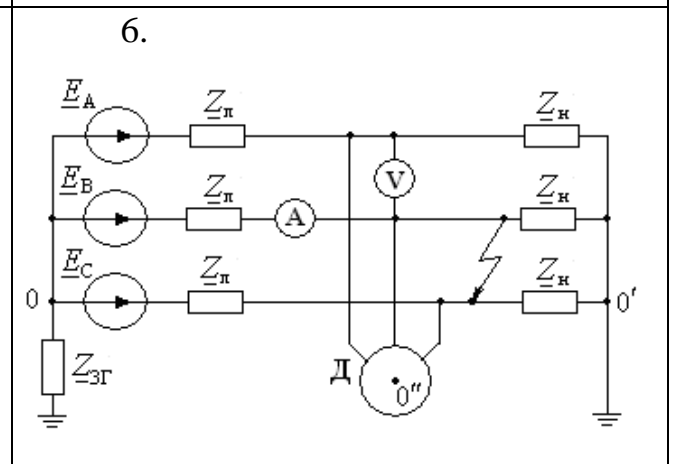 6.
E_A Z_л Z_н
V
E_B Z_л A Z_н
E_C Z_л Z_н
0 0′
Z_ЗГ Д 0″